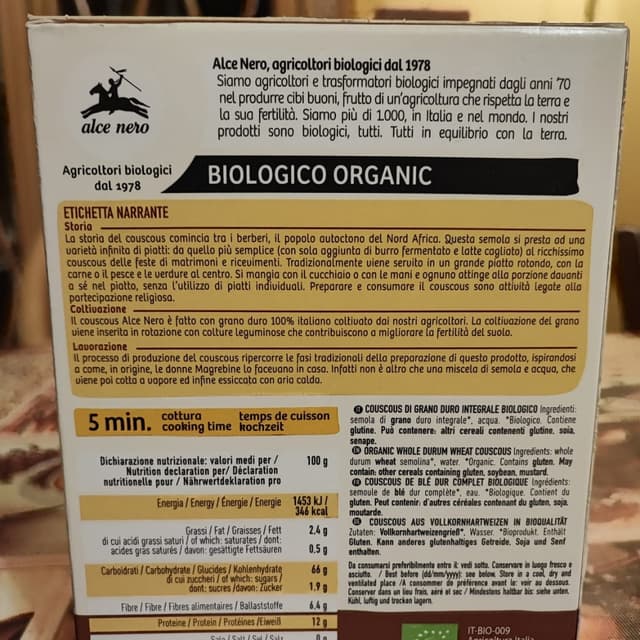 alce nero
Alce Nero, agricoltori biologici dal 1978
Siamo agricoltori e trasformatori biologici impegnati dagli anni '70
nel produrre cibi buoni, frutto di un'agricoltura che rispetta la terra e
la sua fertilità. Siamo più di 1.000, in Italia e nel mondo. I nostri
prodotti sono biologici, tutti. Tutti in equilibrio con la terra.
Agricoltori biologici
dal 1978
BIOLOGICO ORGANIC
ETICHETTA NARRANTE
Storia
La storia del couscous comincia tra i berberi, il popolo autoctono del Nord Africa. Questa semola si presta ad una
varietà infinita di piatti: da quello più semplice (con sola aggiunta di burro fermentato e latte cagliato) al ricchissimo
couscous delle feste di matrimoni e ricevimenti. Tradizionalmente viene servito in un grande piatto rotondo, con la
carne o il pesce e le verdure al centro. Si mangia con il cucchiaio o con le mani e ognuno attinge alla porzione davanti
a sé nel piatto, senza l'utilizzo di piatti individuali. Preparare e consumare il couscous sono attività legate alla
partecipazione religiosa.
Coltivazione
Il couscous Alce Nero è fatto con grano duro 100% italiano coltivato dai nostri agricoltori. La coltivazione del grano
viene inserita in rotazione con colture leguminose che contribuiscono a migliorare la fertilità del suolo.
Lavorazione
Il processo di produzione del couscous ripercorre le fasi tradizionali della preparazione di questo prodotto, ispirandosi
a come, in origine, le donne Magrebine lo facevano in casa. Infatti non è altro che una miscela di semola e acqua, che
viene poi cotta a vapore ed infine essiccata con aria calda.
5 min. cottura temps de cuisson
cooking time kochzeit
Dichiarazione nutrizionale: valori medi per / 100 g
Nutrition declaration per/ Déclaration
nutritionelle pour / Nährwertdeklaration pro
Energia / Energy / Énergie / Energie 1453 kJ /
346 kcal
Grassi / Fat / Graisses / Fett 2,4 g
di cui acidi grassi saturi / of which: saturates / dont:
acides gras saturés / davon: gesättigte Fettsäuren 0,5 g
Carboidrati / Carbohydrate / Glucides / Kohlenhydrate 66 g
di cui zuccheri / of which: sugars /
dont: sucres /davon: Zucker 1,9 g
Fibre / Fibre / Fibres alimentaires / Ballaststoffe 6,4 g
Proteine / Protein / Protéines /Eiweiß 12 g
Sale / Salt / Sel / Salz 0 g
IT COUSCOUS DI GRANO DURO INTEGRALE BIOLOGICO Ingredienti:
semola di grano duro integrale*, acqua. *Biologico. Contiene
glutine. Può contenere: altri cereali contenenti glutine, soia,
senape.
EN ORGANIC WHOLE DURUM WHEAT COUSCOUS Ingredients: whole
durum wheat semolina*, water. *Organic. Contains gluten. May
contain: other cereals containing gluten, soybean, mustard.
FR COUSCOUS DE BLÉ DUR COMPLET BIOLOGIQUE Ingrédients:
semoule de blé dur complète*, eau. *Biologique. Contient du
gluten. Peut contenir: d'autres céréales contenant du gluten, soja,
moutarde.
DE COUSCOUS AUS VOLLKORNHARTWEIZEN IN BIOQUALITÄT
Zutaten: Vollkornhartweizengrieß*, Wasser. *Bioprodukt. Enthält
Gluten. Kann anderes glutenhaltiges Getreide, Soja und Senf
enthalten.
Da consumarsi preferibilmente entro il: vedi sotto. Conservare in luogo fresco e
asciutto. / Best before (dd/mm/yyyy): see below. Store in a cool, dry and
ventilated place /A consommer de préférence avant le: voir au dessous.
Conserver dans un lieu frais, aéré et sec / Mindestens haltbar bis: siehe unten.
Kühl, luftig und trocken lagern.
IT-BIO-009
Agricoltura Italia